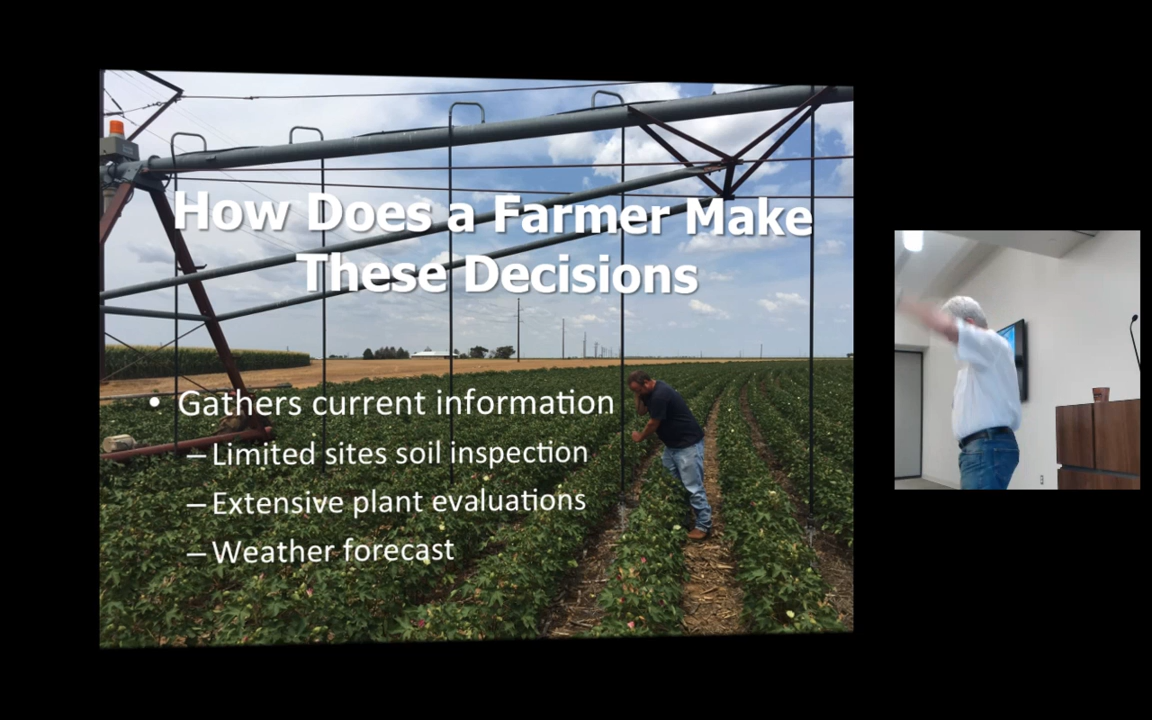 How Does a Farmer Make
These Decisions
• Gathers current information
– Limited sites soil inspection
– Extensive plant evaluations
– Weather forecast